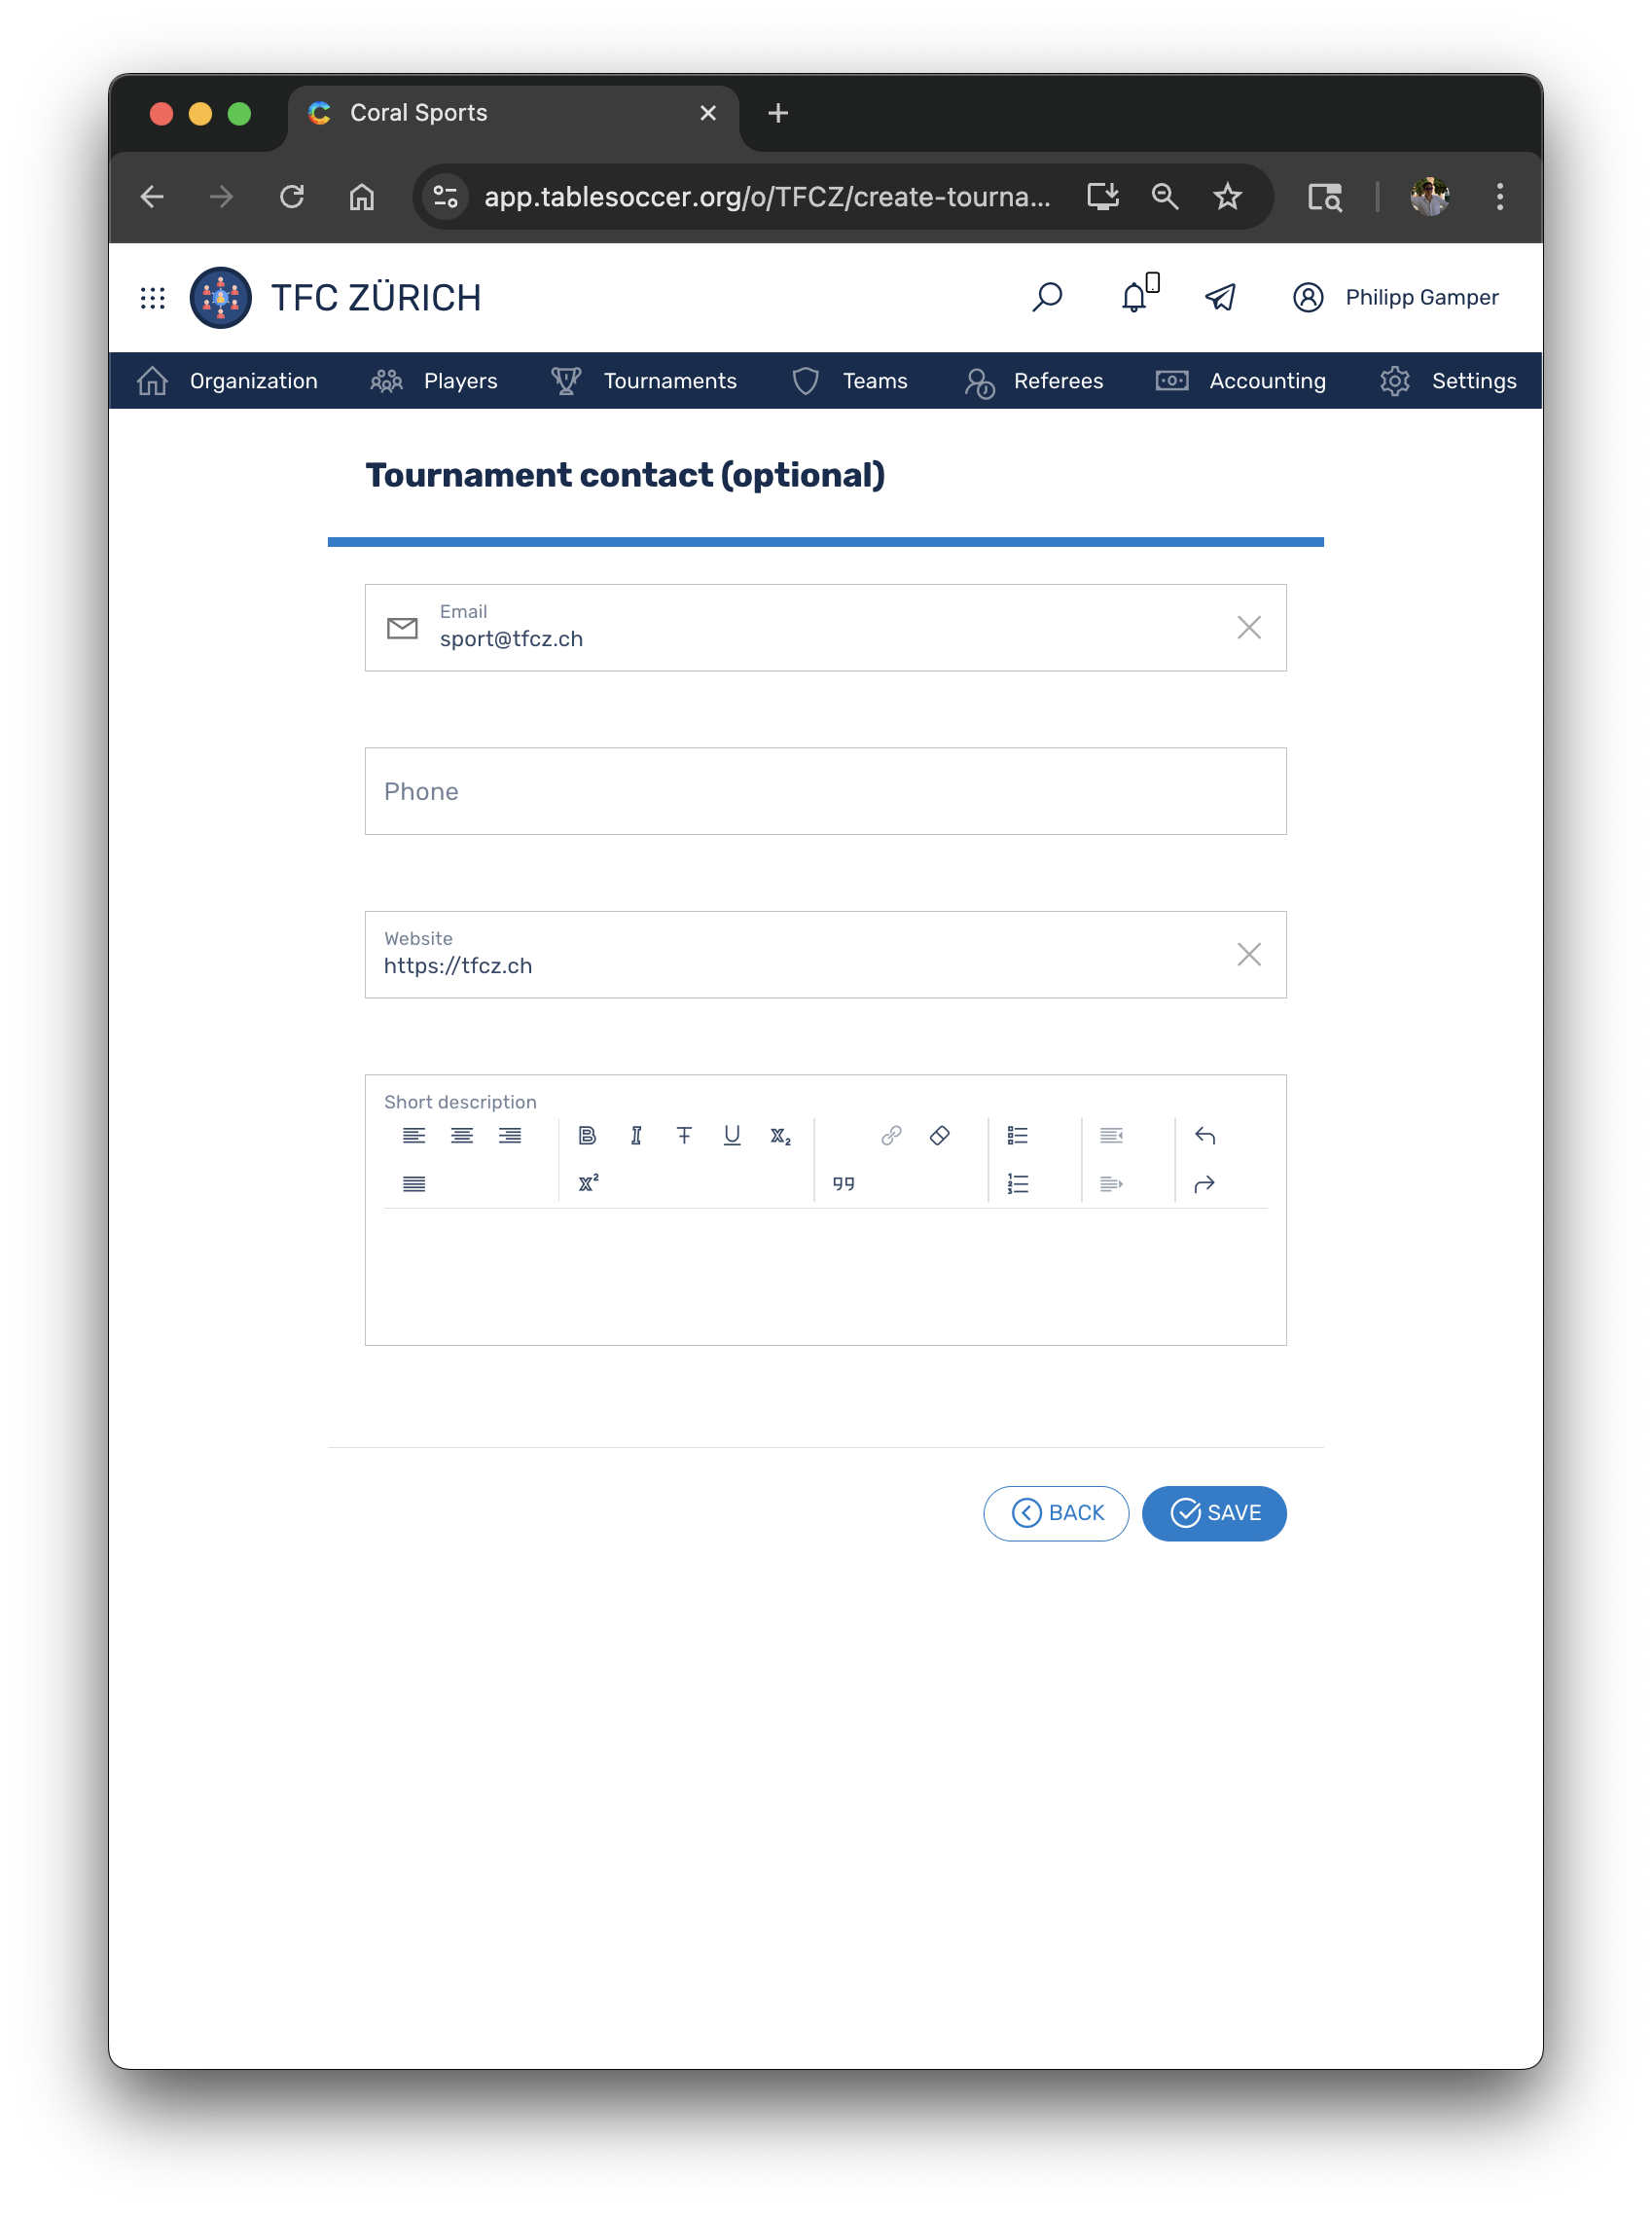 Coral Sports
app.tablesoccer.org/o/TFCZ/create-tourna...
TFC ZÜRICH
Philipp Gamper
Organization Players Tournaments Teams Referees Accounting Settings
Tournament contact (optional)
Email
sport@tfcz.ch
Phone
Website
https://tfcz.ch
Short description
BACK SAVE